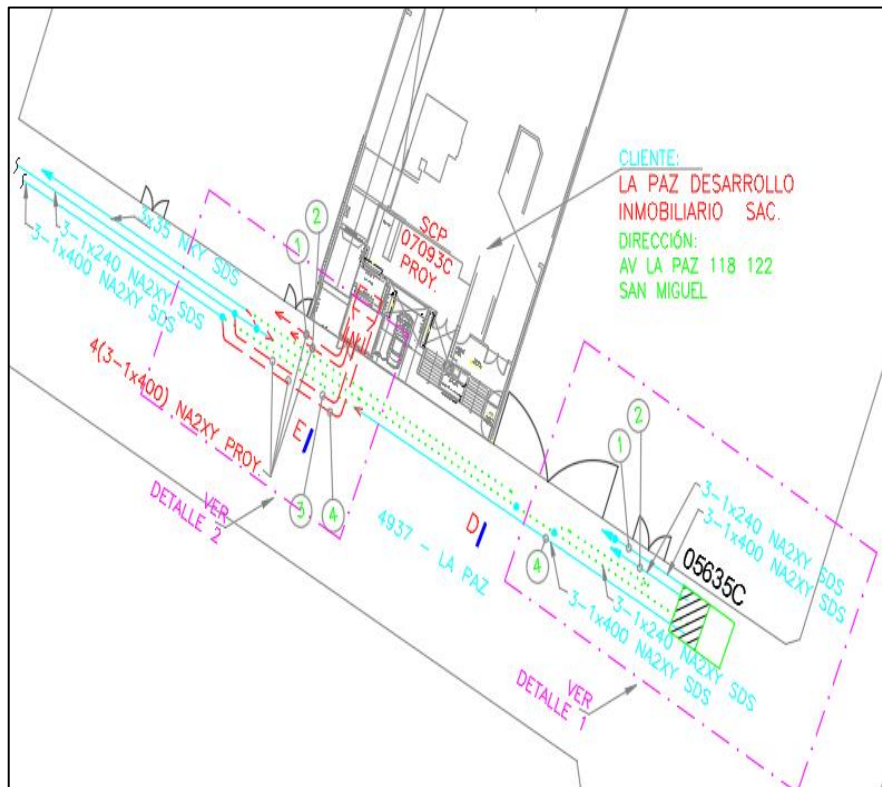 CLIENTE:
LA PAZ DESARROLLO
INMOBILIARIO SAC.
DIRECCIÓN:
AV LA PAZ 118 122
SAN MIGUEL
SCP
07093C
PROY.
3x35 NKY SDS
3-1x240 NA2XY SDS
3-1x400 NA2XY SDS
1
2
4(3-1x400) NA2XY PROY.
E
3
4
VER
DETALLE 2
4937 - LA PAZ
D
4
1
2
3-1x240 NA2XY SDS
3-1x400 NA2XY SDS
05635C
3-1x240 NA2XY SDS
3-1x400 NA2XY SDS
VER
DETALLE 1